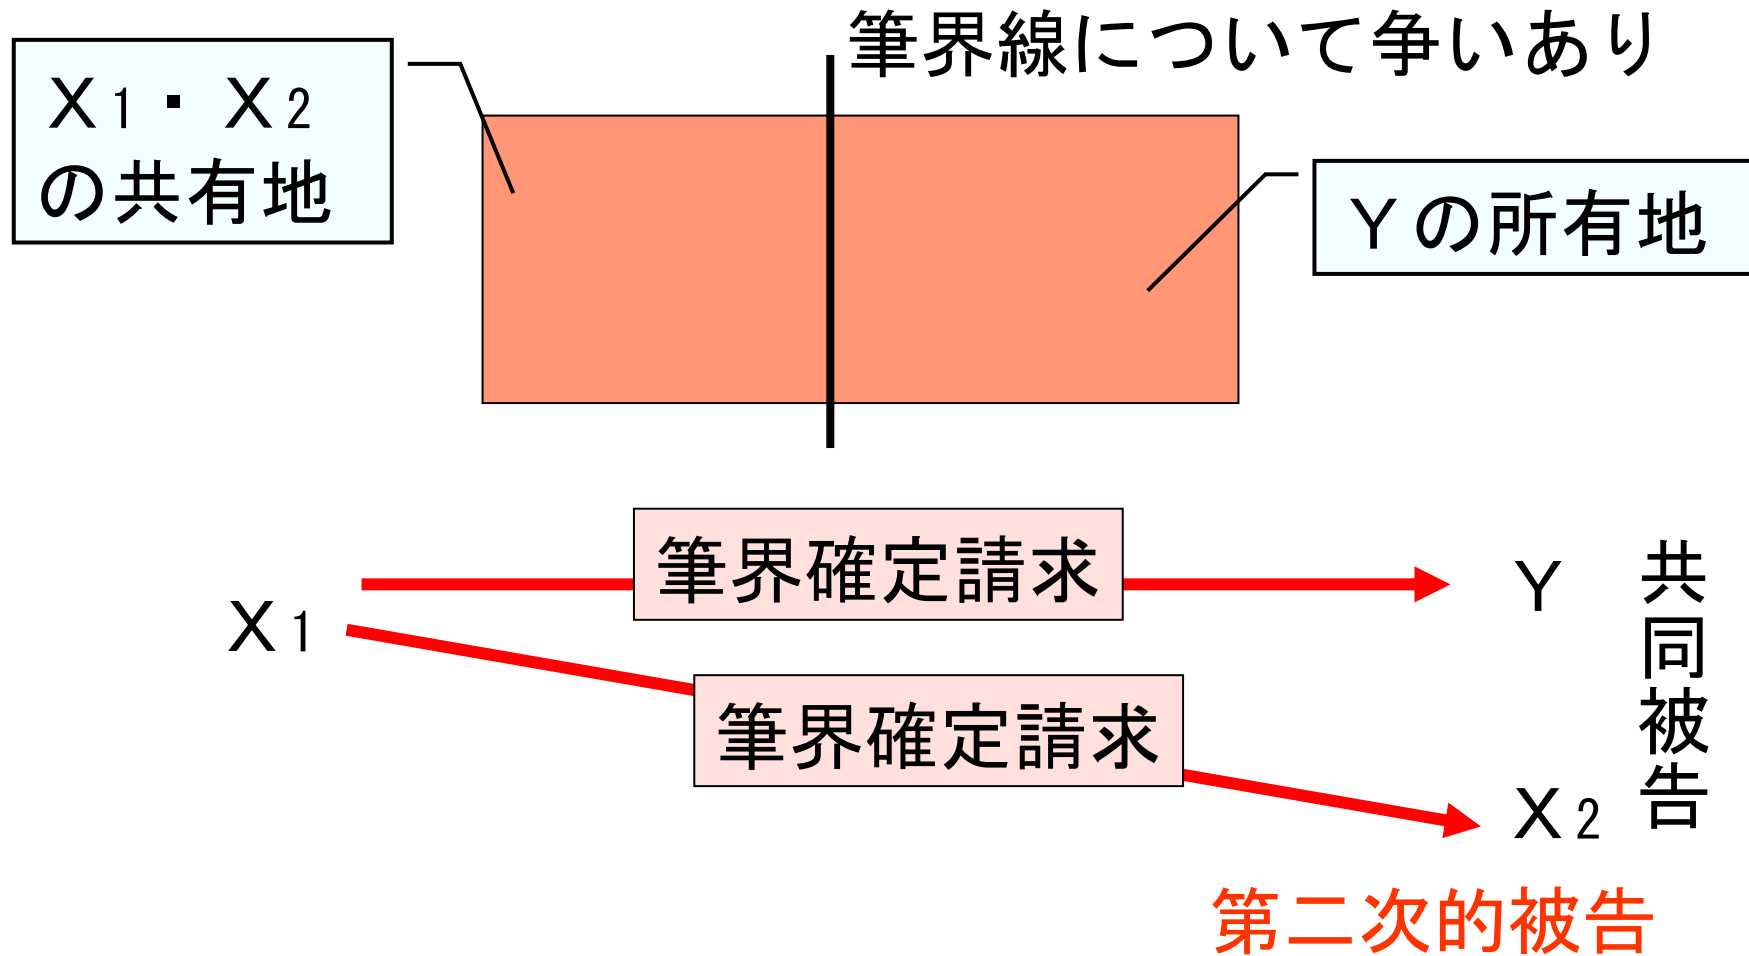 筆界線について争いあり
X1・X2
の共有地
Yの所有地
筆界確定請求
X1
Y
筆界確定請求
X2
共同被告
第二次的被告